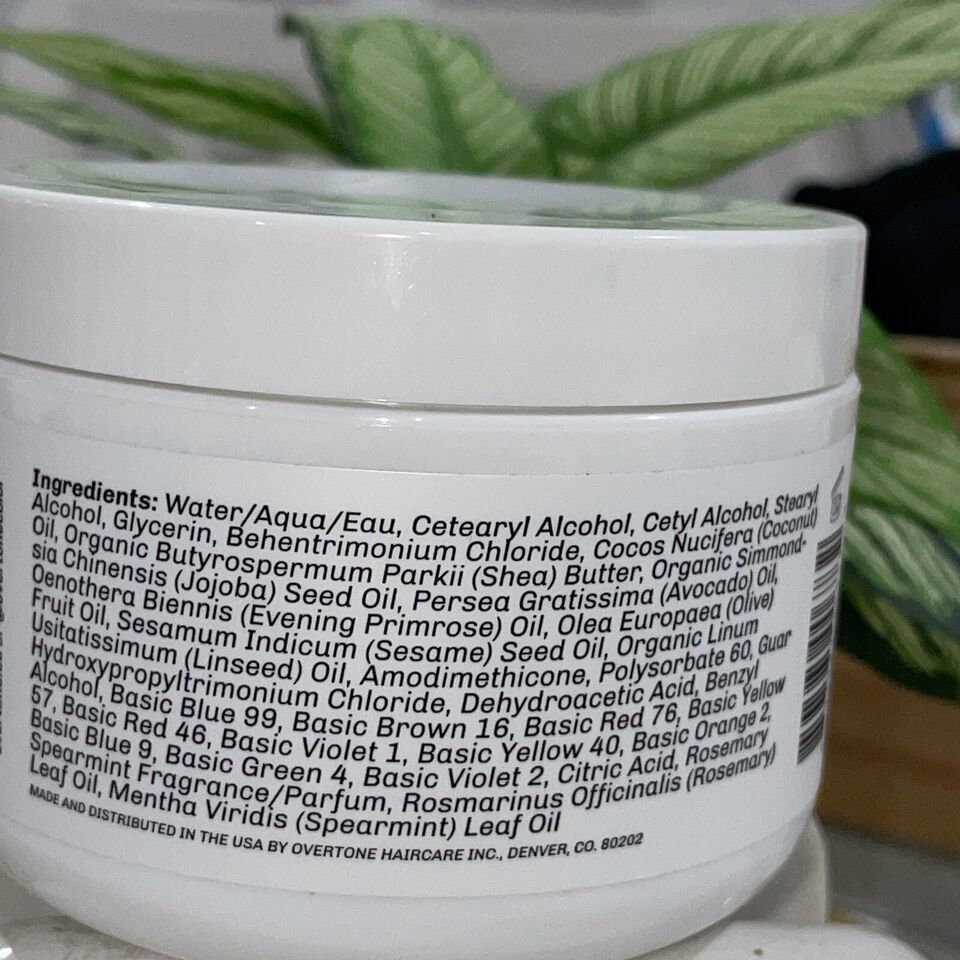 Ingredients: Water/Aqua/Eau, Cetearyl Alcohol, Cetyl Alcohol, Stearyl
Alcohol, Glycerin, Behentrimonium Chloride, Cocos Nucifera (Coconut)
Oil, Organic Butyrospermum Parkii (Shea) Butter, Organic Simmond-
sia Chinensis (Jojoba) Seed Oil, Persea Gratissima (Avocado) Oil,
Oenothera Biennis (Evening Primrose) Oil, Olea Europaea (Olive)
Fruit Oil, Sesamum Indicum (Sesame) Seed Oil, Organic Linum
Usitatissimum (Linseed) Oil, Amodimethicone, Polysorbate 60, Guar
Hydroxypropyltrimonium Chloride, Dehydroacetic Acid, Benzyl
Alcohol, Basic Blue 99, Basic Brown 16, Basic Red 76, Basic Yellow
57, Basic Red 46, Basic Violet 1, Basic Yellow 40, Basic Orange 2,
Basic Blue 9, Basic Green 4, Basic Violet 2, Citric Acid, Rosemary
Spearmint Fragrance/Parfum, Rosmarinus Officinalis (Rosemary)
Leaf Oil, Mentha Viridis (Spearmint) Leaf Oil
MADE AND DISTRIBUTED IN THE USA BY OVERTONE HAIRCARE INC., DENVER, CO. 80202